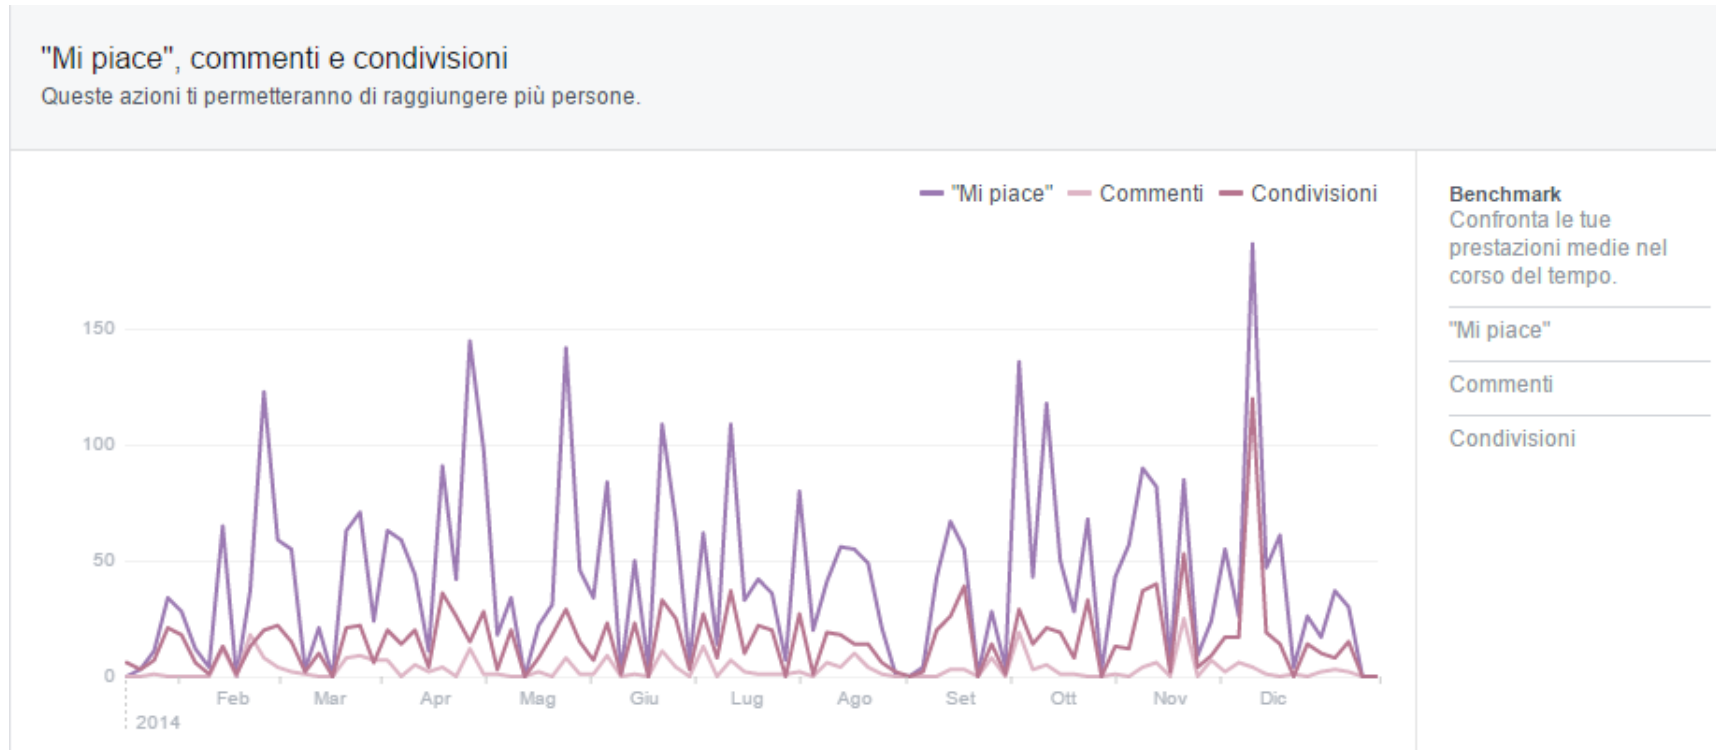 "Mi piace", commenti e condivisioni
Queste azioni ti permetteranno di raggiungere più persone.
"Mi piace" Commenti Condivisioni
150
100
50
0
Feb Mar Apr Mag Giu Lug Ago Set Ott Nov Dic
2014
Benchmark
Confronta le tue
prestazioni medie nel
corso del tempo.
"Mi piace"
Commenti
Condivisioni